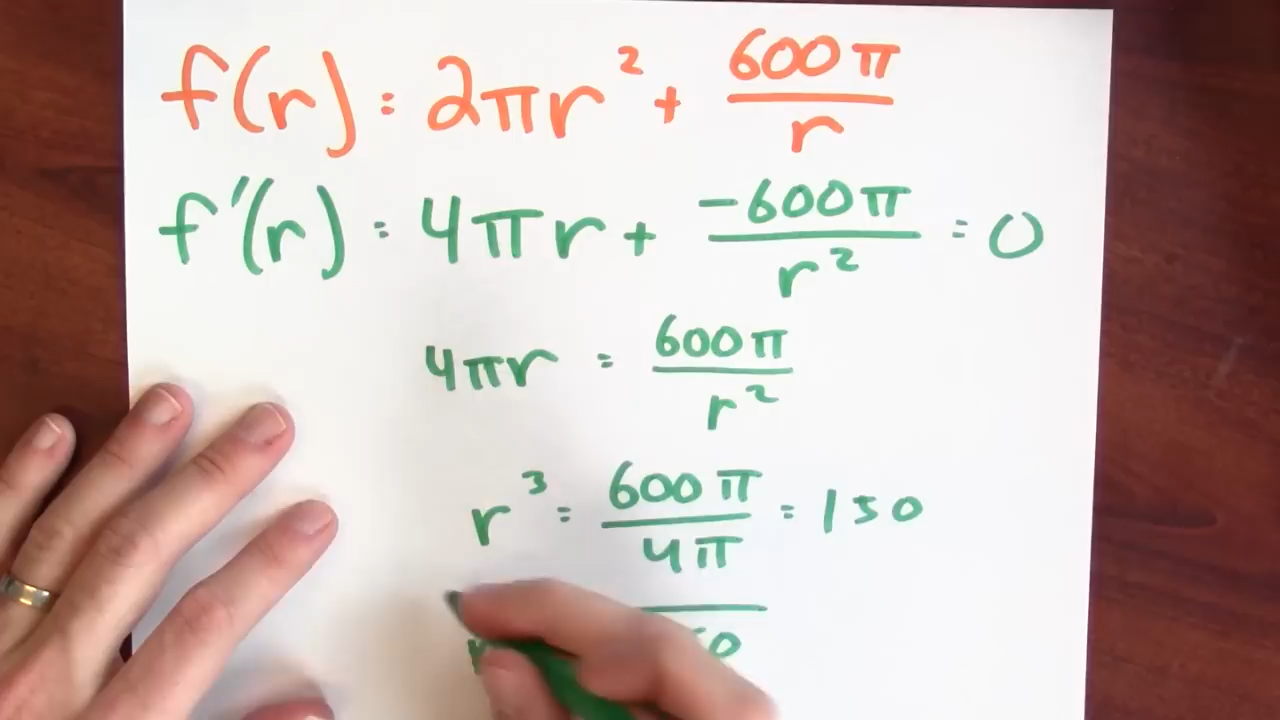 f(r) = 2πr² + 600π/r
f'(r) = 4πr + -600π/r² = 0
4πr = 600π/r²
r³ = 600π/4π = 150